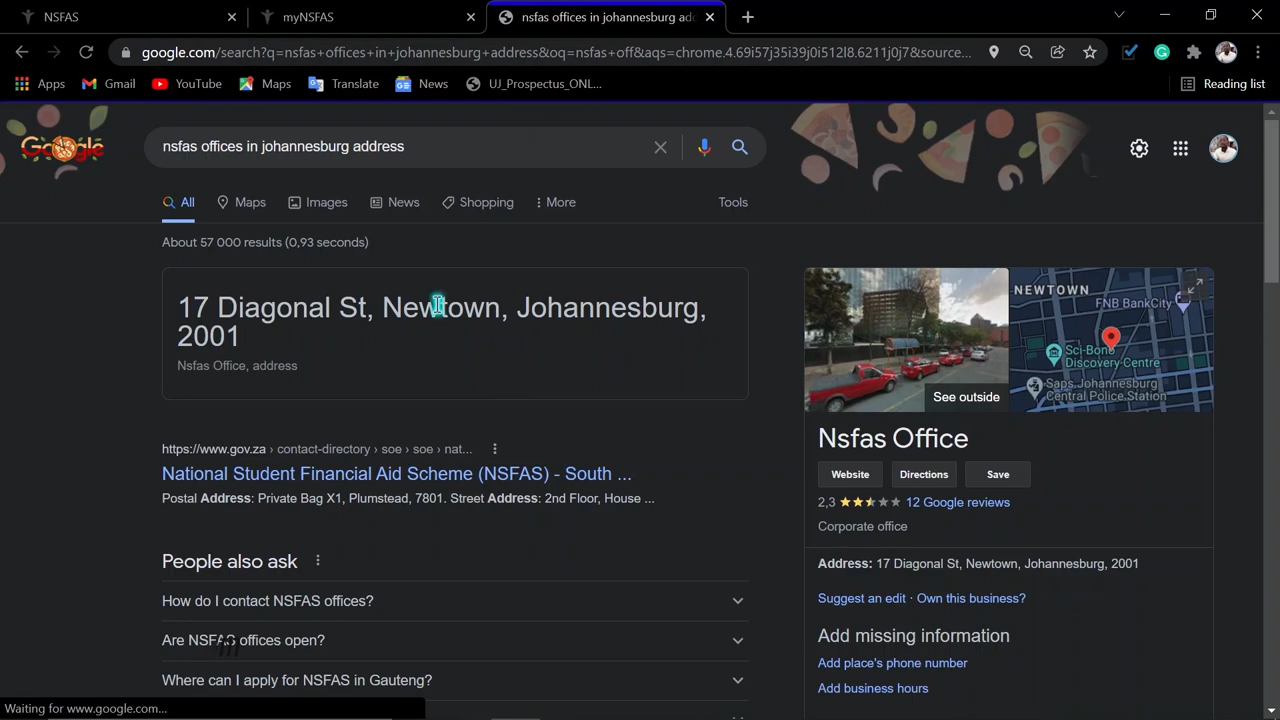 NSFAS
myNSFAS
nsfas offices in johannesburg add
google.com/search?q=nsfas+offices+in+johannesburg+address&oq=nsfas+off&aqs=chrome.4.69i57j35i39j0i512l8.6211j0j7&source...
Apps
Gmail
YouTube
Maps
Translate
News
UJ_Prospectus_ONL...
Reading list
Google
nsfas offices in johannesburg address
All
Maps
Images
News
Shopping
More
Tools
About 57 000 results (0,93 seconds)
17 Diagonal St, Newtown, Johannesburg,
2001
Nsfas Office, address
https://www.gov.za › contact-directory › soe › soe › nat...
National Student Financial Aid Scheme (NSFAS) - South ...
Postal Address: Private Bag X1, Plumstead, 7801. Street Address: 2nd Floor, House ...
People also ask
How do I contact NSFAS offices?
Are NSFAS offices open?
Where can I apply for NSFAS in Gauteng?
See outside
NEWTOWN
FNB BankCity
Sci-Bono
Discovery Centre
Saps Johannesburg
Central Police Station
Nsfas Office
Website
Directions
Save
2,3
12 Google reviews
Corporate office
Address: 17 Diagonal St, Newtown, Johannesburg, 2001
Suggest an edit · Own this business?
Add missing information
Add place's phone number
Add business hours
Waiting for www.google.com...